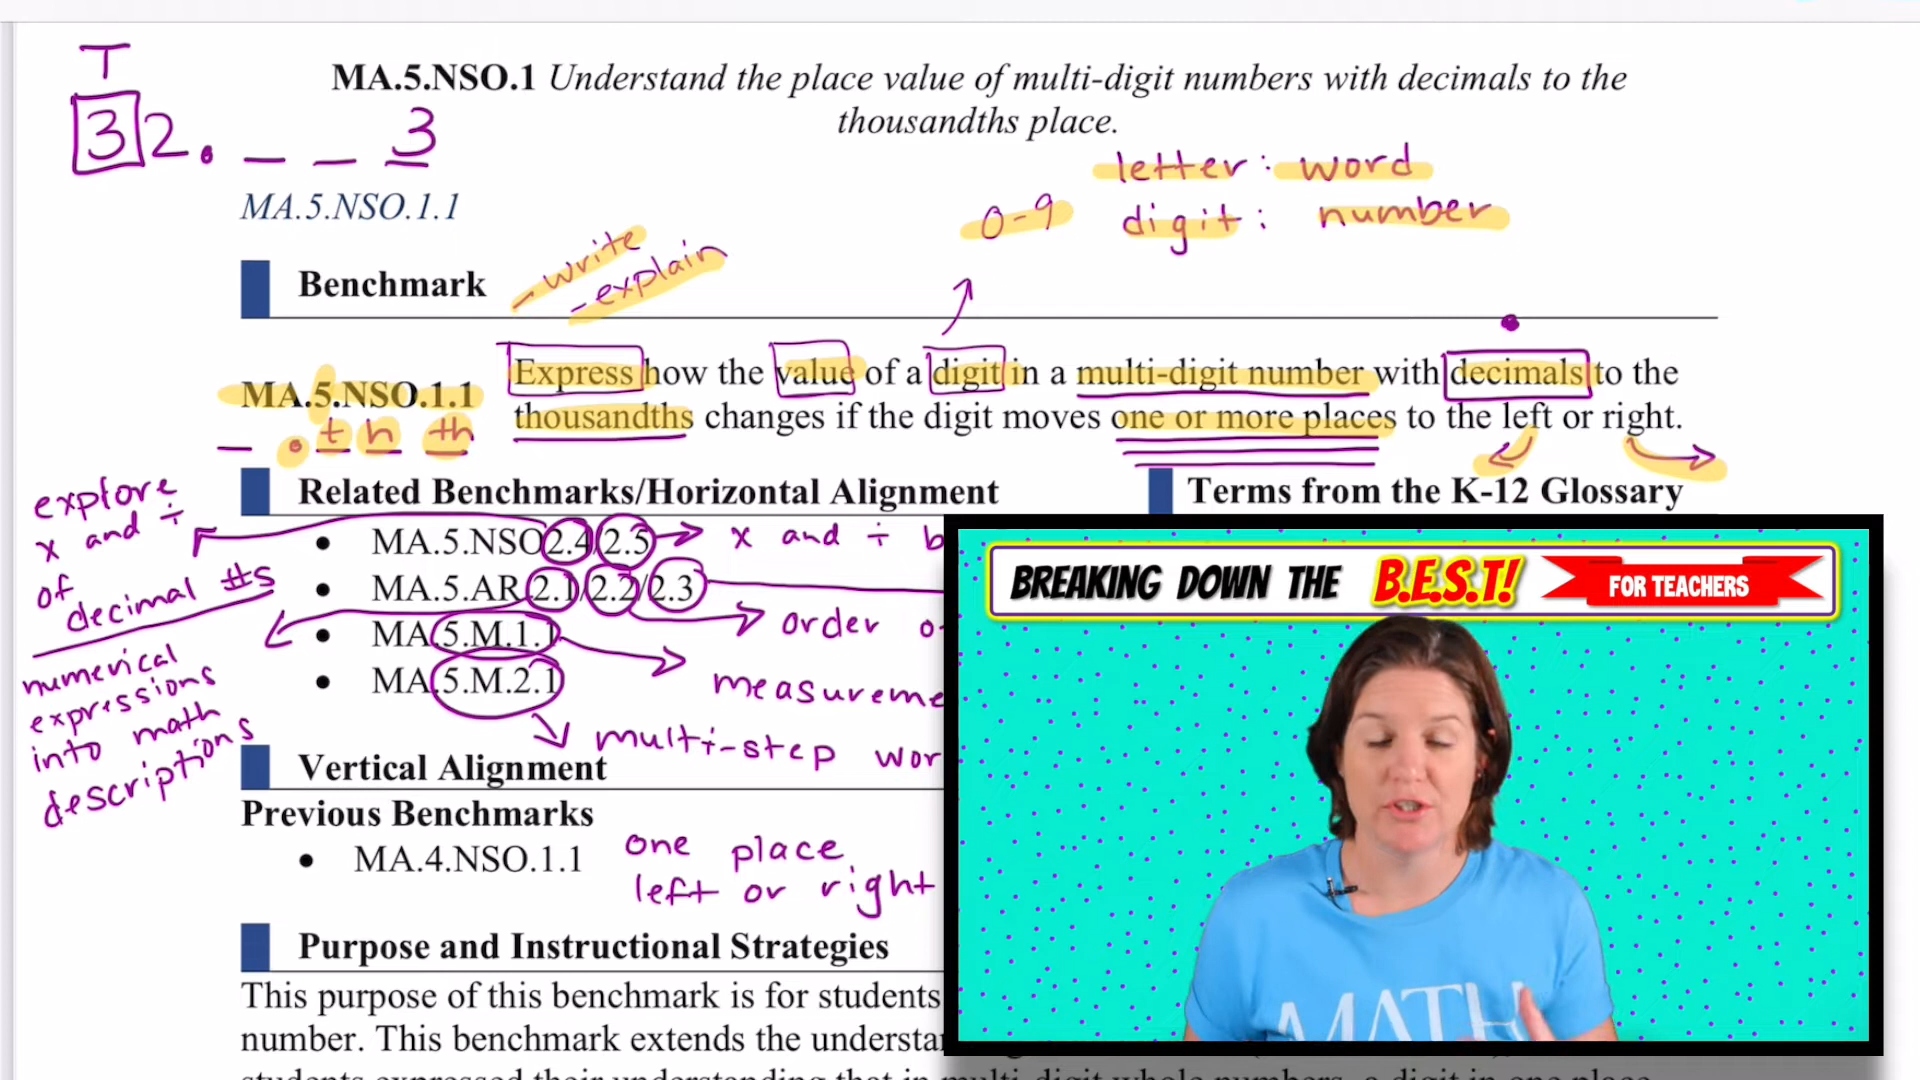 T
MA.5.NSO.1 Understand the place value of multi-digit numbers with decimals to the
thousandths place.
32. _ _ 3
letter: word
MA.5.NSO.1.1
0-9
digit: number
- write
- explain
Benchmark
MA.5.NSO.1.1
Express how the value of a digit in a multi-digit number with decimals to the
thousandths changes if the digit moves one or more places to the left or right.
_ . t h th
Related Benchmarks/Horizontal Alignment
Terms from the K-12 Glossary
explore
x and ÷
of
decimal #s
MA.5.NSO.2.4/2.5
x and ÷ b
MA.5.AR.2.1/2.2/2.3
order o
MA.5.M.1.1
measureme
MA.5.M.2.1
multi-step wor
numerical
expressions
into math
descriptions
Vertical Alignment
Previous Benchmarks
MA.4.NSO.1.1
one place
left or right
Purpose and Instructional Strategies
This purpose of this benchmark is for students
number. This benchmark extends the understa
BREAKING DOWN THE B.E.S.T! FOR TEACHERS
MATH